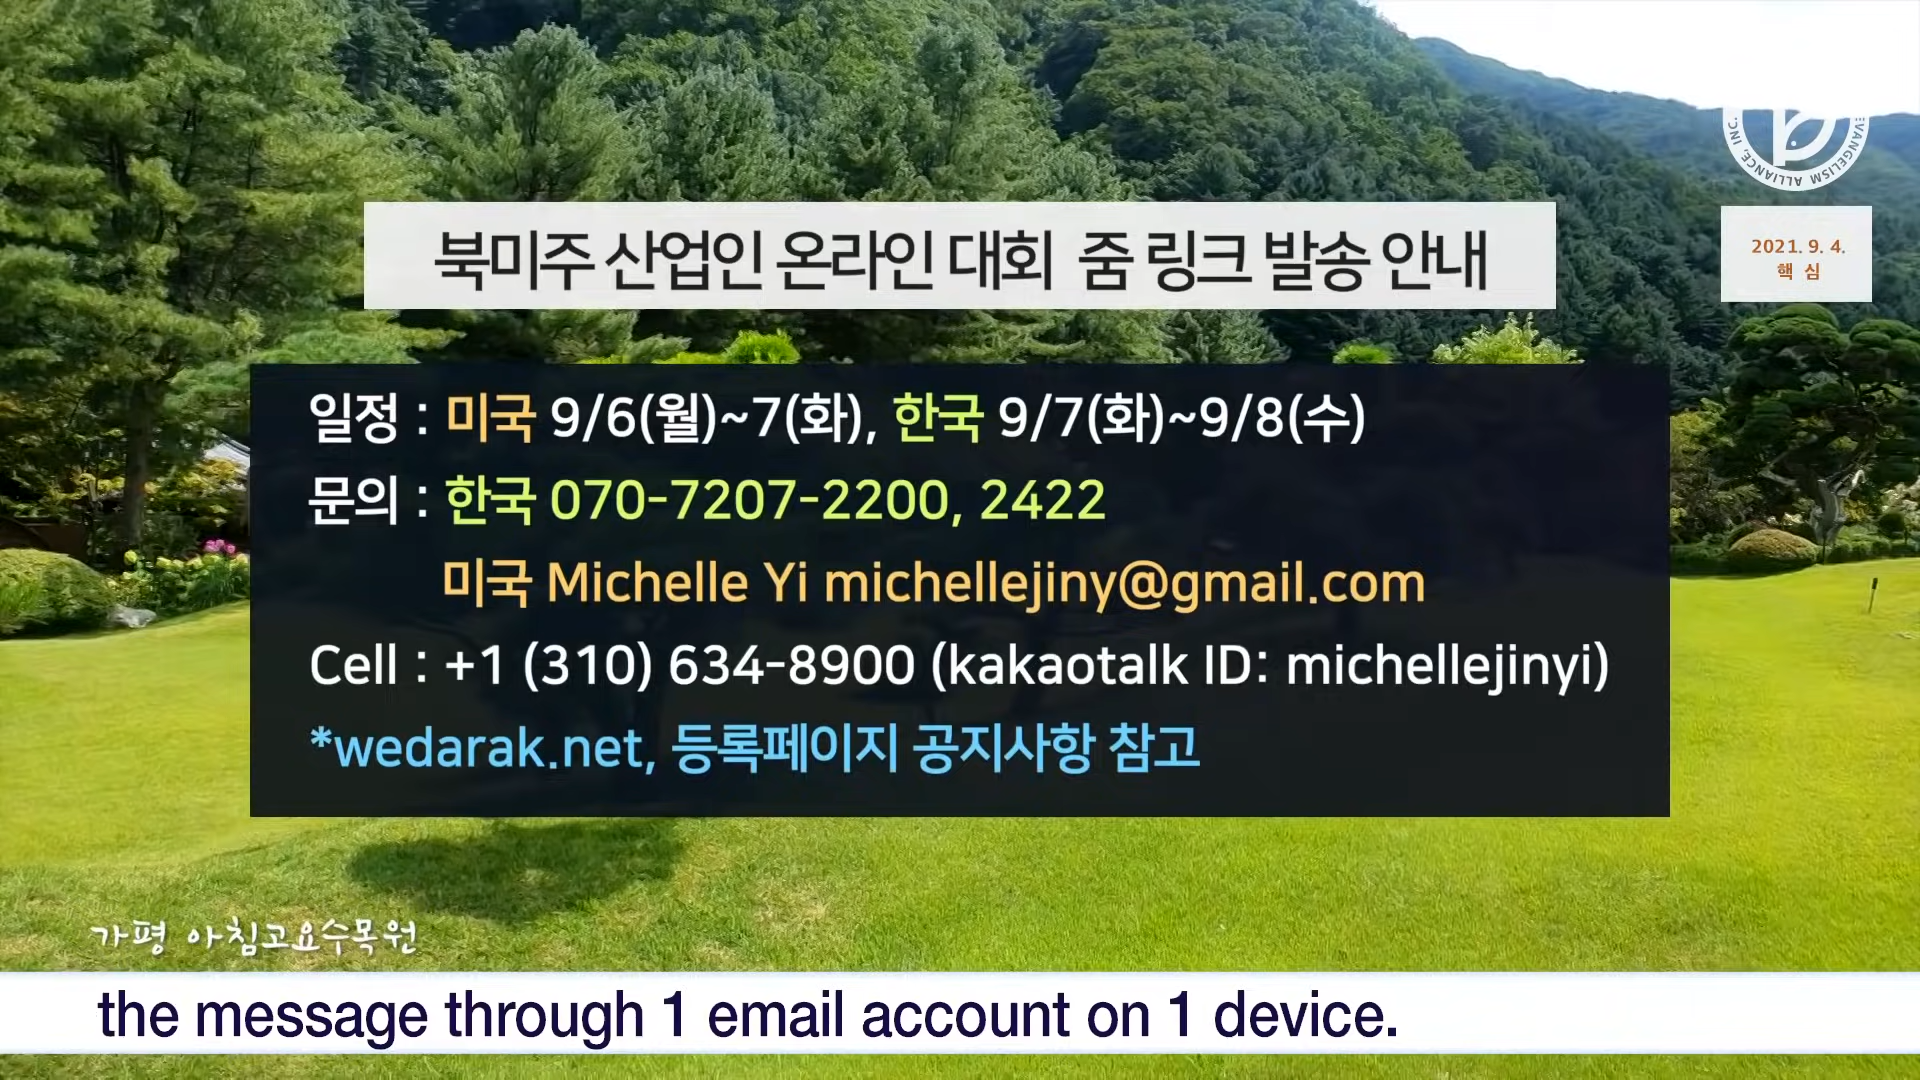 EVANGELISM ALLIANCE, INC.
북미주 산업인 온라인 대회 줌 링크 발송 안내
2021. 9. 4.
핵 심
일정 : 미국 9/6(월)~7(화), 한국 9/7(화)~9/8(수)
문의 : 한국 070-7207-2200, 2422
미국 Michelle Yi michellejiny@gmail.com
Cell : +1 (310) 634-8900 (kakaotalk ID: michellejinyi)
*wedarak.net, 등록페이지 공지사항 참고
가평 아침고요수목원
the message through 1 email account on 1 device.